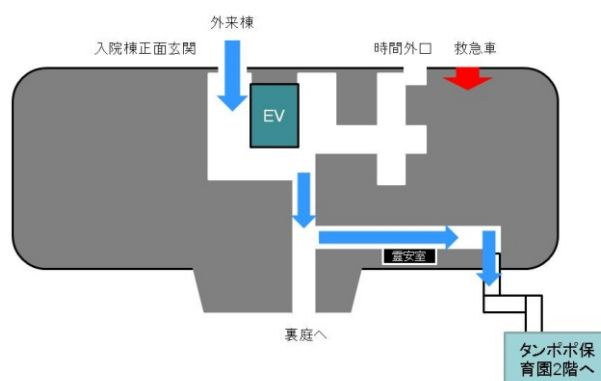 外来棟
入院棟正面玄関
時間外口
救急車
EV
霊安室
裏庭へ
タンポポ保
育園2階へ